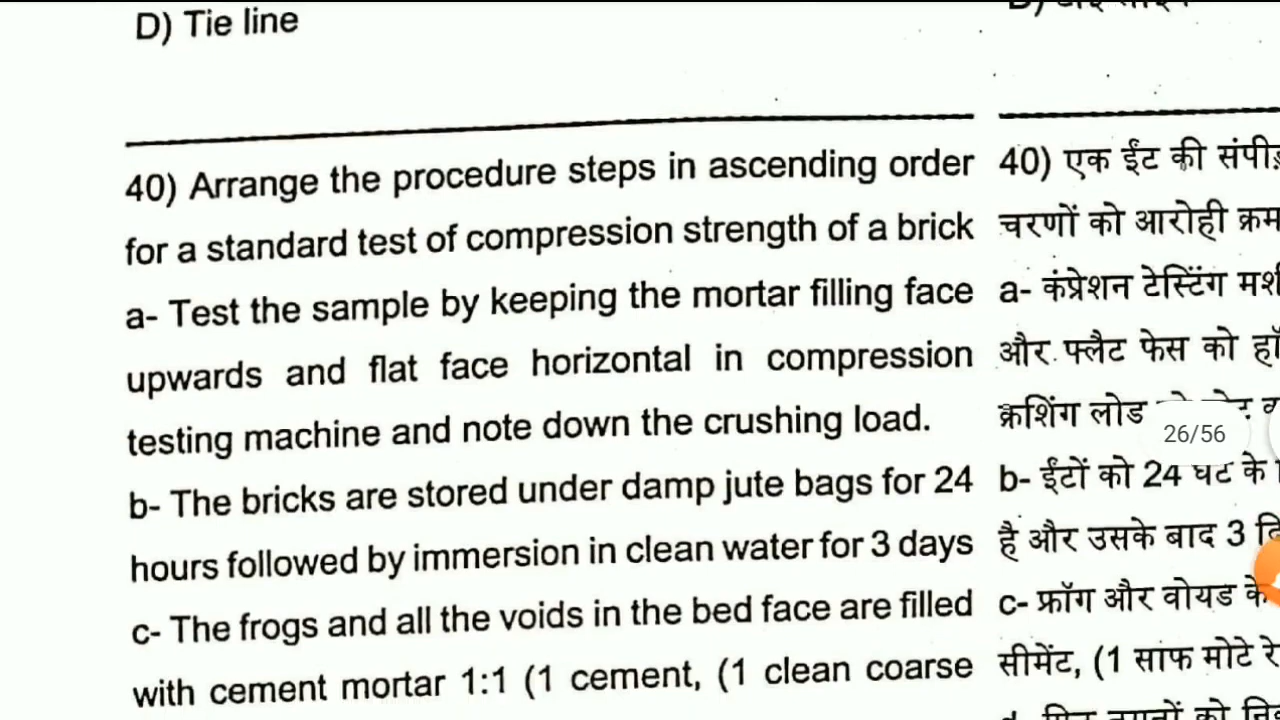 D) Tie line
40) Arrange the procedure steps in ascending order
for a standard test of compression strength of a brick
a- Test the sample by keeping the mortar filling face
upwards and flat face horizontal in compression
testing machine and note down the crushing load.
b- The bricks are stored under damp jute bags for 24
hours followed by immersion in clean water for 3 days
c- The frogs and all the voids in the bed face are filled
with cement mortar 1:1 (1 cement, (1 clean coarse
40) एक ईंट की
चरणों को आरोही
a- कंप्रेशन टेस्टिंग
और फ्लैट फेस को
क्रशिंग लोड
26/56
b- ईंटों को 24 घंटे के
है और उसके बाद 3
c- फ्रॉग और वोयड के
सीमेंट, (1 साफ मोटे